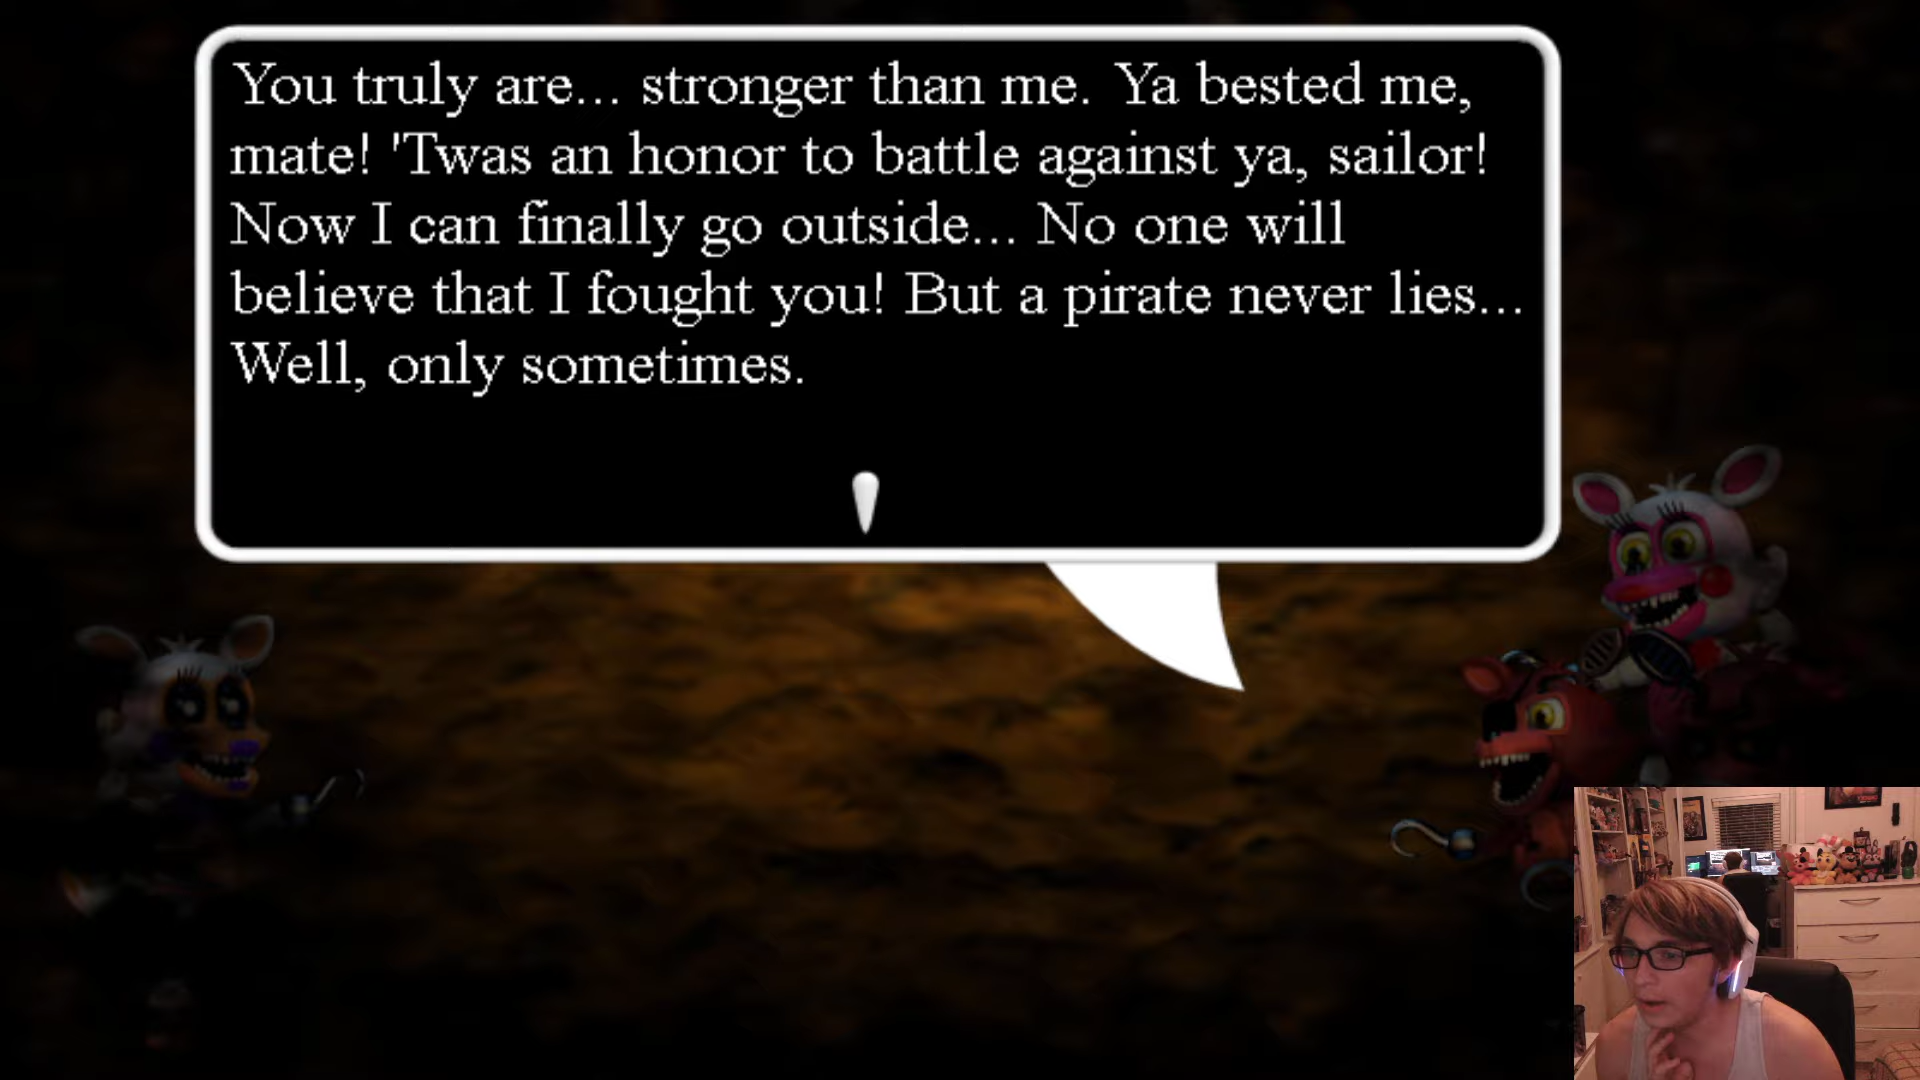 You truly are... stronger than me. Ya bested me,
mate! 'Twas an honor to battle against ya, sailor!
Now I can finally go outside... No one will
believe that I fought you! But a pirate never lies...
Well, only sometimes.